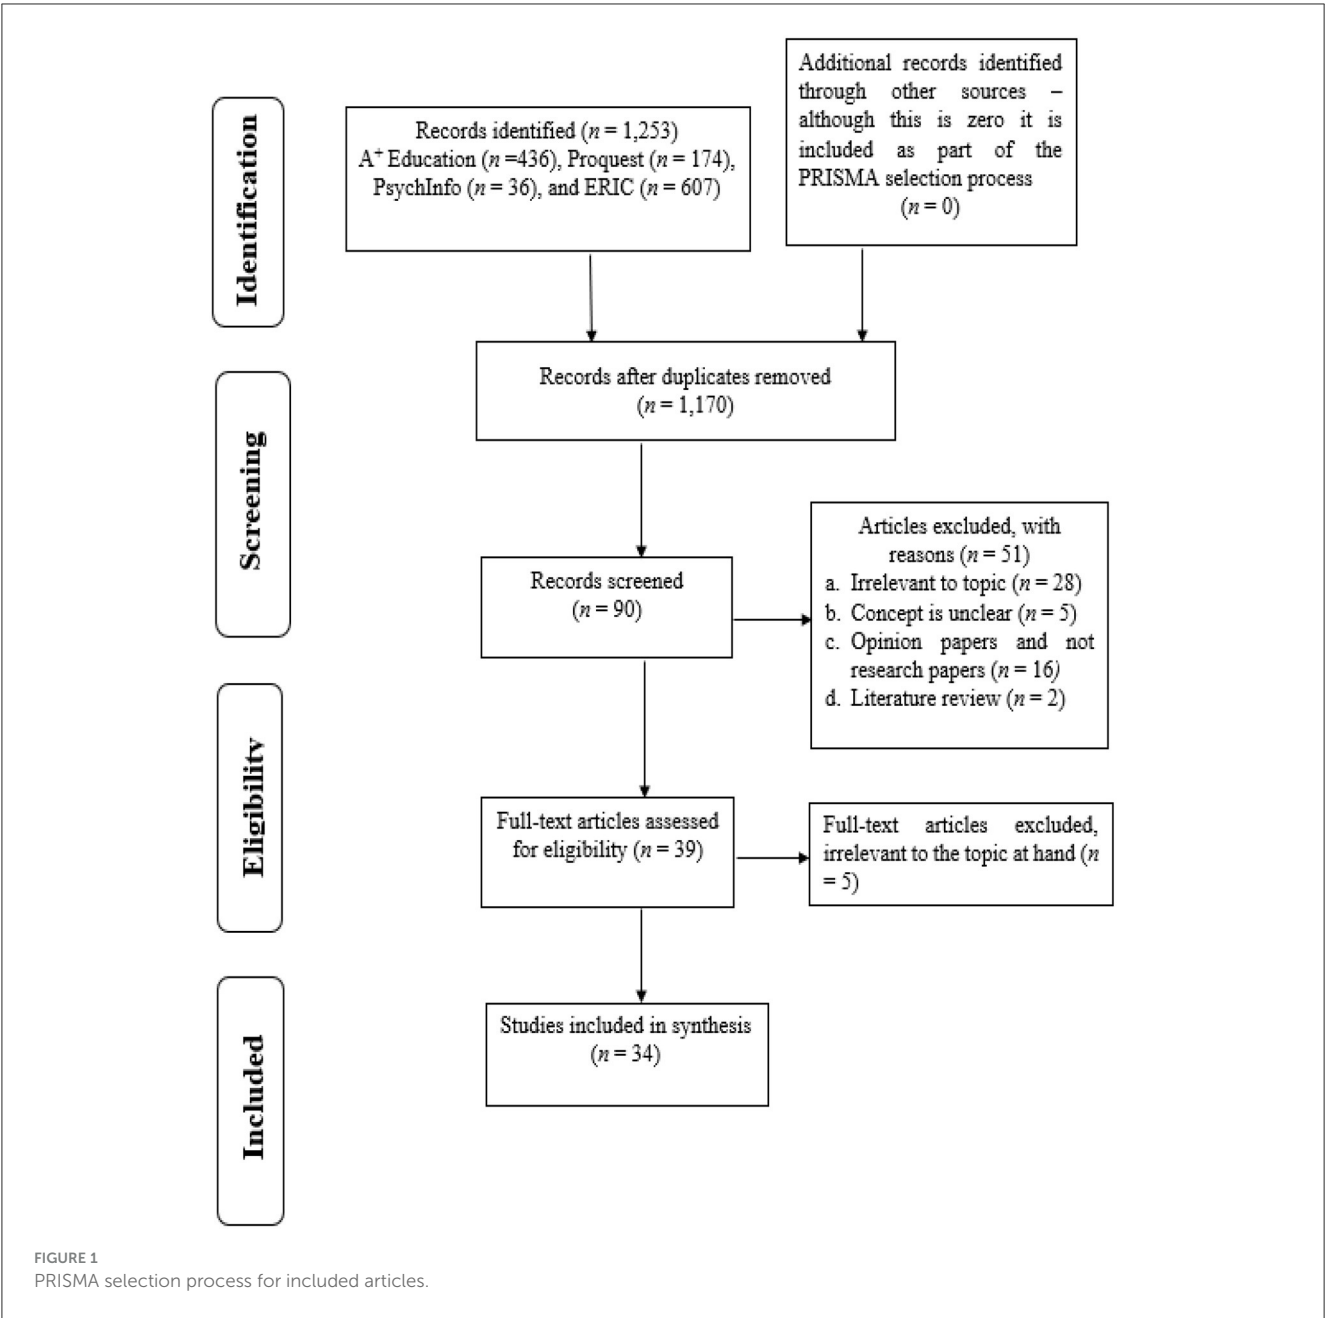 Identification
Records identified (n = 1,253)
A+ Education (n =436), Proquest (n = 174),
PsychInfo (n = 36), and ERIC (n = 607)
Additional records identified
through other sources –
although this is zero it is
included as part of the
PRISMA selection process
(n = 0)
Screening
Records after duplicates removed
(n = 1,170)
Records screened
(n = 90)
Articles excluded, with
reasons (n = 51)
a. Irrelevant to topic (n = 28)
b. Concept is unclear (n = 5)
c. Opinion papers and not
research papers (n = 16)
d. Literature review (n = 2)
Eligibility
Full-text articles assessed
for eligibility (n = 39)
Full-text articles excluded,
irrelevant to the topic at hand (n
= 5)
Included
Studies included in synthesis
(n = 34)
FIGURE 1
PRISMA selection process for included articles.